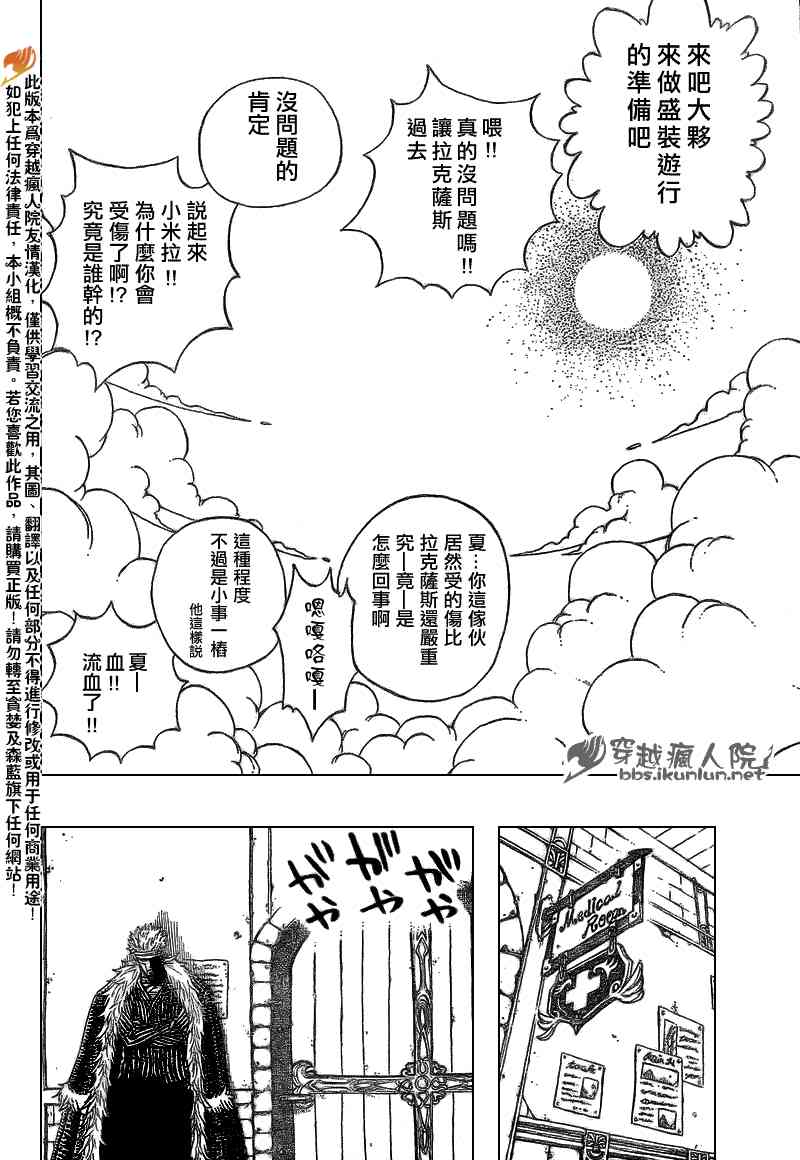 來吧大夥
來做盛裝遊行
的準備吧
喂!!
真的沒問題嗎!!
讓拉克薩斯
過去
沒問題的
肯定
說起來
小米拉!!
為什麼你會
受傷了啊!?
究竟是誰幹的!?
夏…你這傢伙
居然受的傷比
拉克薩斯還嚴重
究—竟—是
怎麼回事啊
嗯嘎咯嘎—
這種程度
不過是小事一樁
他這樣說
夏—
血!!
流血了!!
穿越瘋人院
bbs.ikunlun.net
Medical
Room
ぎゃ
ぎゃ
ぎゃ
此版本爲穿越瘋人院友情漢化，僅供學習交流之用，其圖、翻譯以及任何部分不得進行修改或用于任何商業用途！
如犯上任何法律責任，本小組概不負責。若您喜歡此作品，請購買正版！請勿轉至貪婪及森藍旗下任何網站！